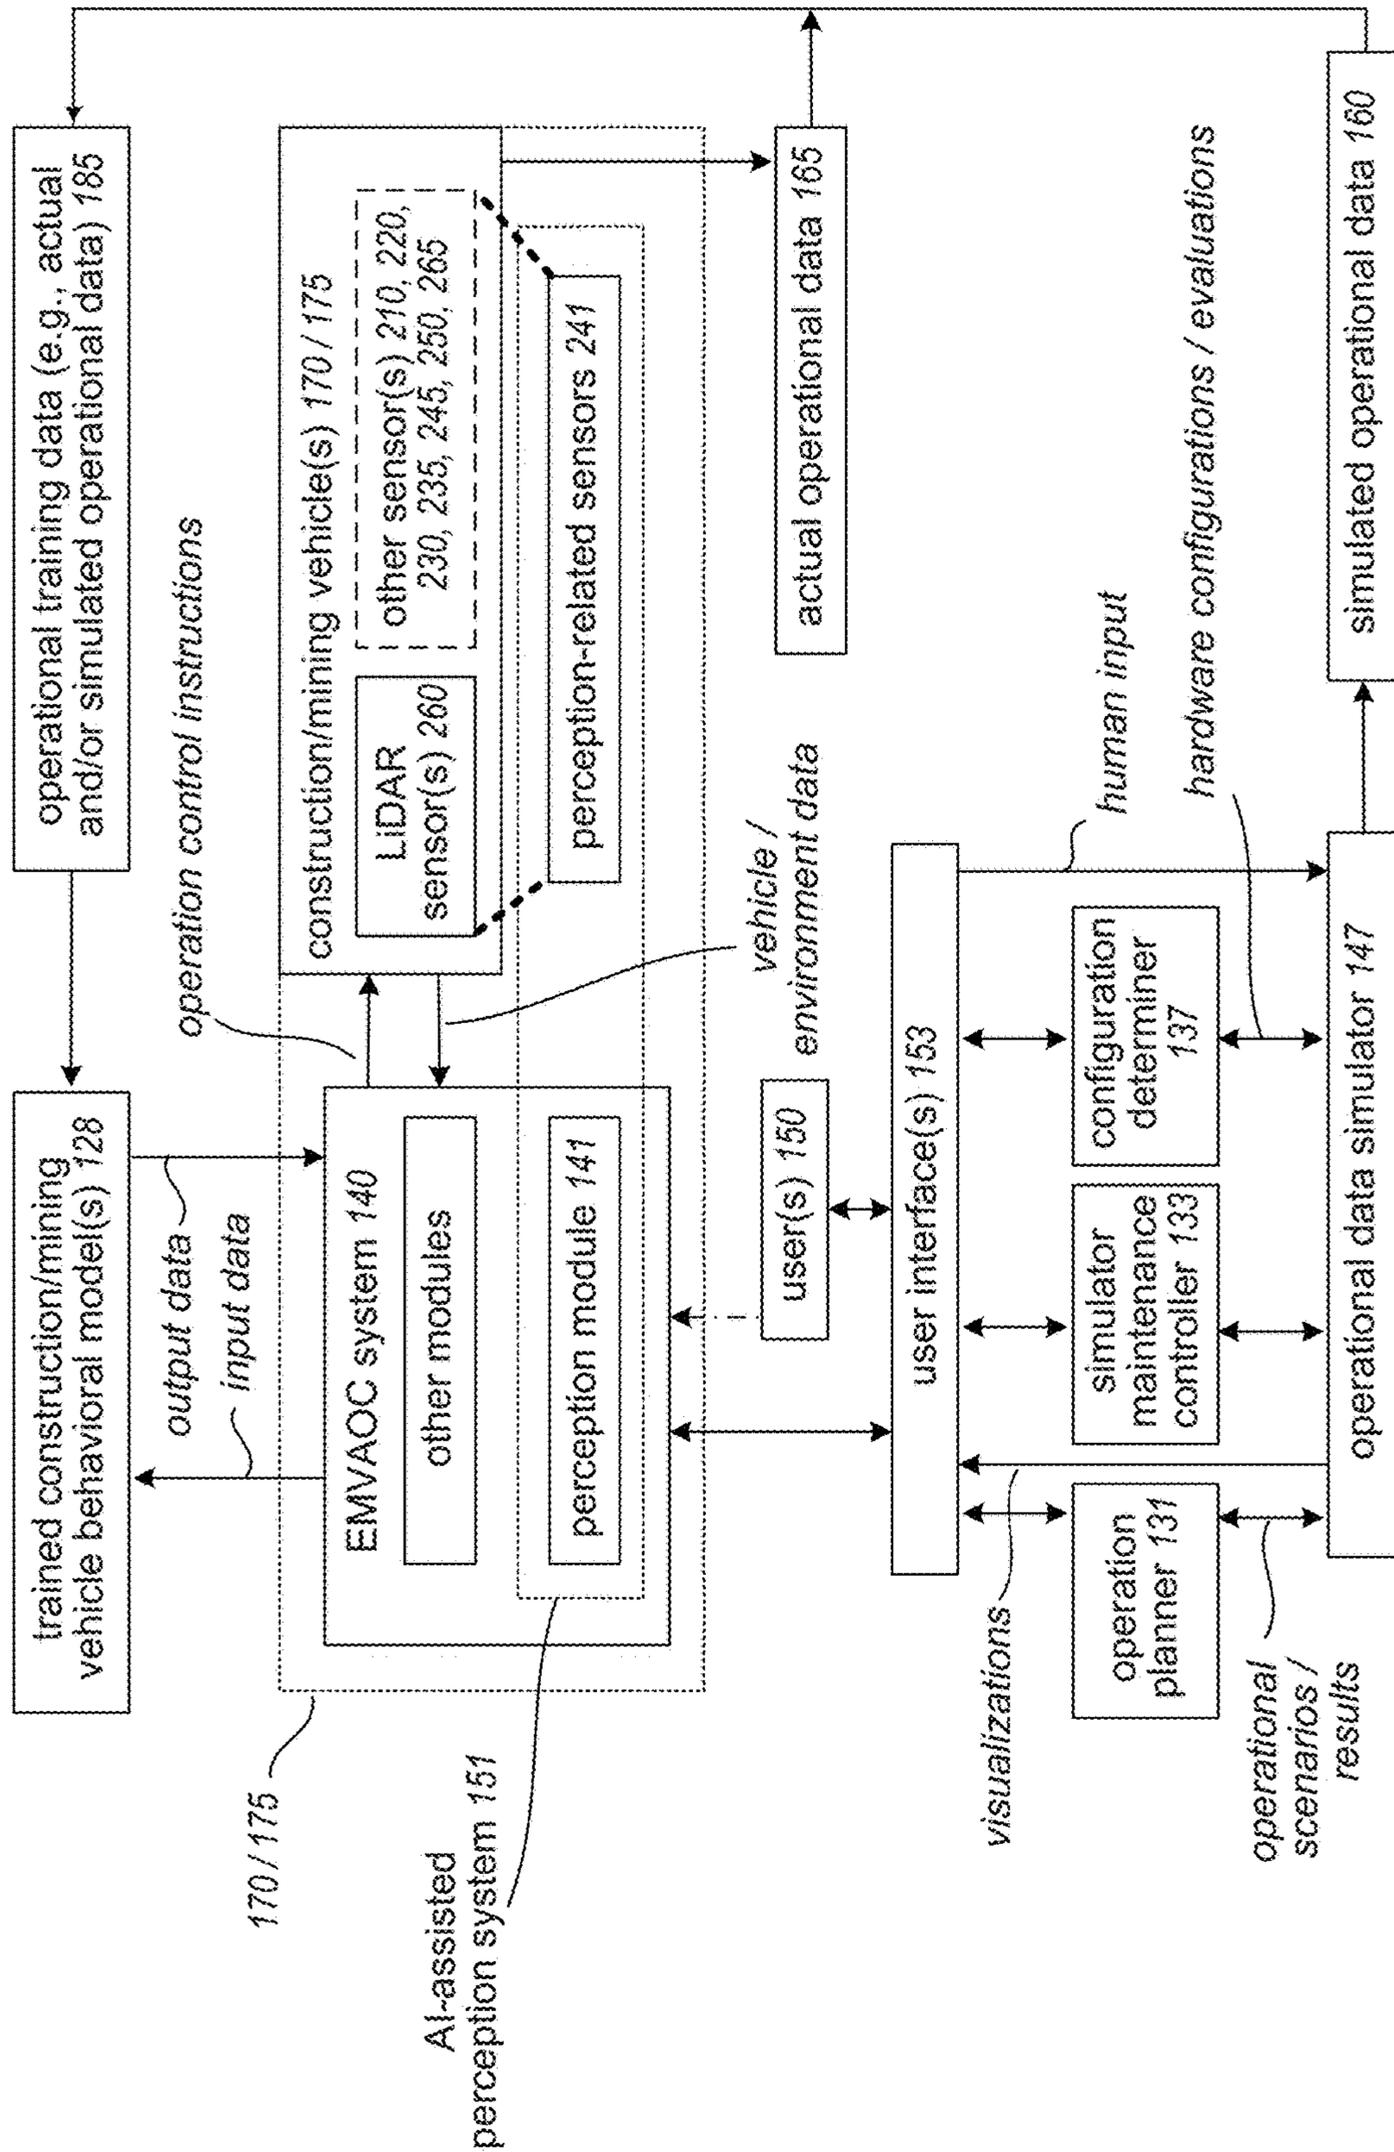 trained construction/mining
vehicle behavioral model(s) 128
operational training data (e.g., actual
and/or simulated operational data) 185
output data
input data
operation control instructions
170 / 175
EMVAOC system 140
other modules
perception module 141
construction/mining vehicle(s) 170 / 175
LiDAR
sensor(s) 260
other sensor(s) 210, 220,
230, 235, 245, 250, 265
perception-related sensors 241
AI-assisted
perception system 151
vehicle /
environment data
user(s) 150
actual operational data 165
user interface(s) 153
visualizations
human input
operation
planner 131
simulator
maintenance
controller 133
configuration
determiner
137
hardware configurations / evaluations
operational
scenarios /
results
operational data simulator 147
simulated operational data 160